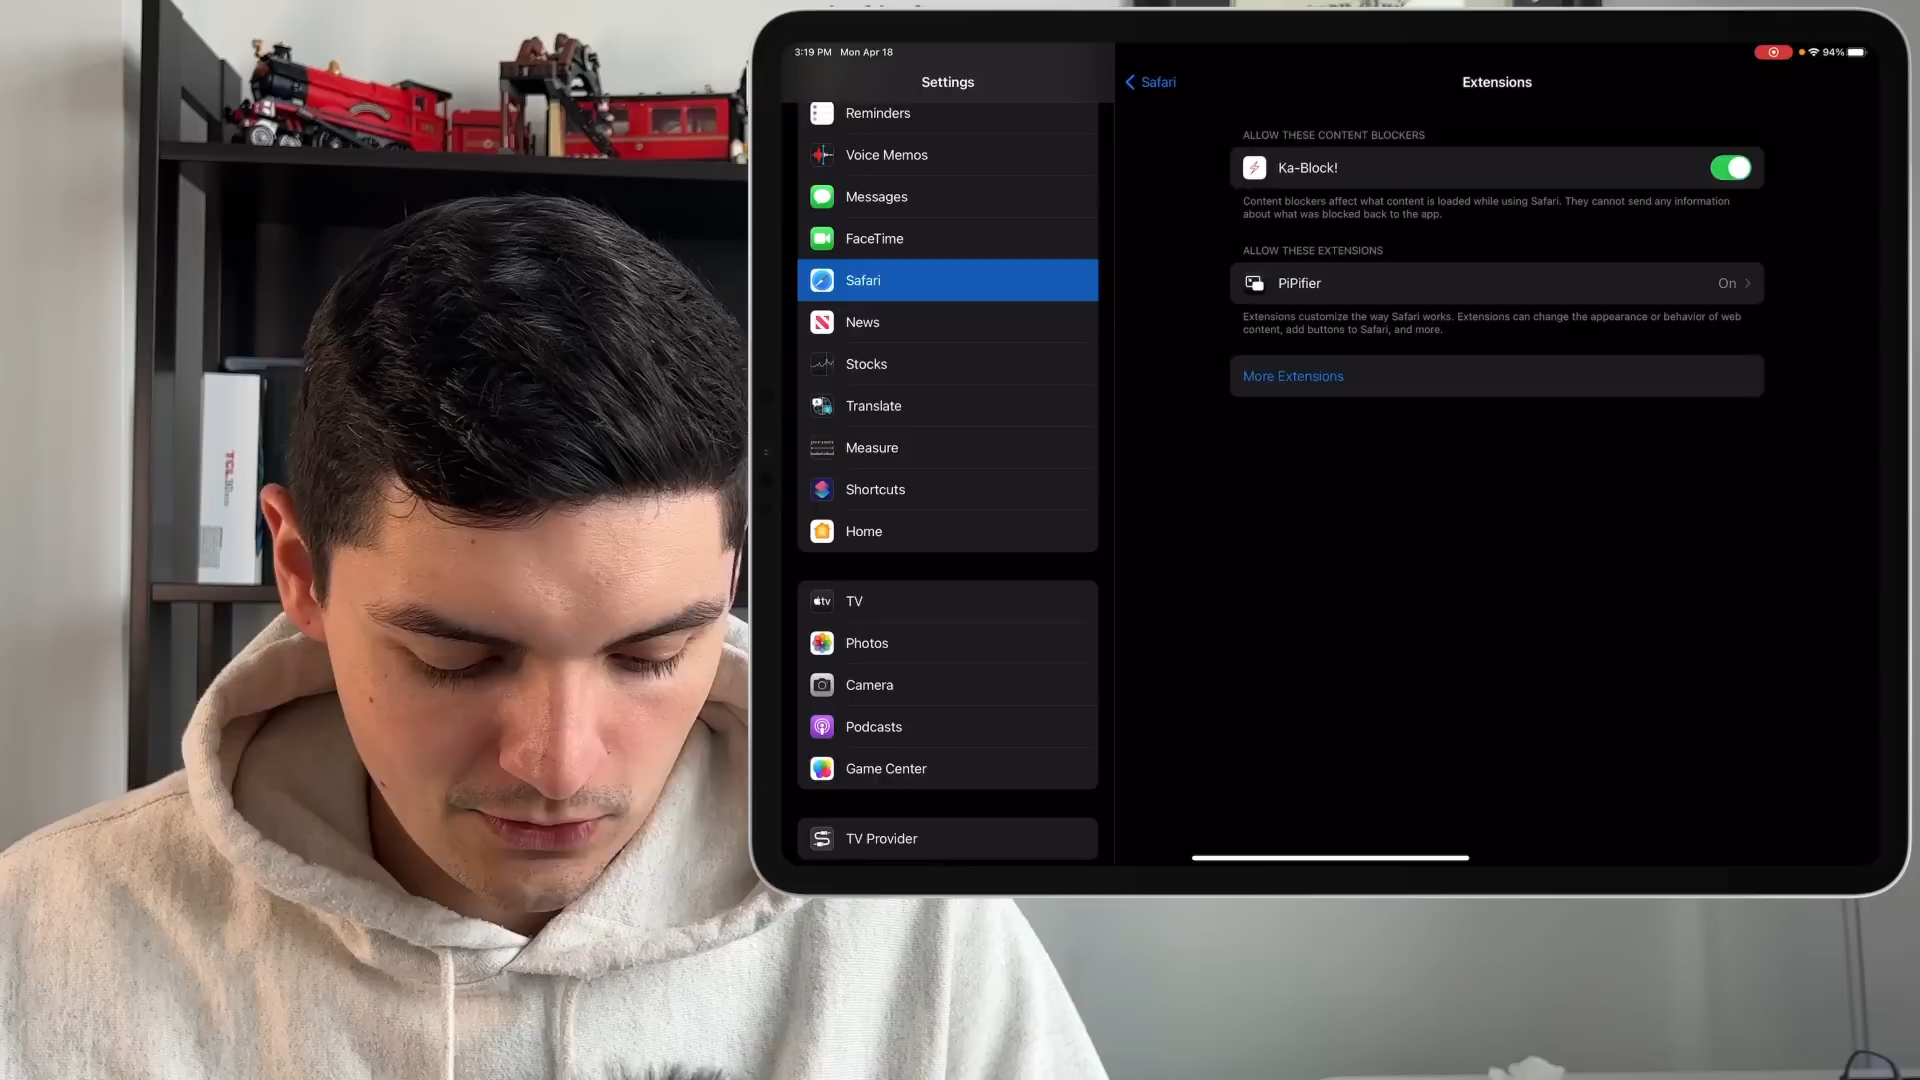 3:19 PM Mon Apr 18
94%
Settings
Reminders
Voice Memos
Messages
FaceTime
Safari
News
Stocks
Translate
Measure
Shortcuts
Home
tv TV
Photos
Camera
Podcasts
Game Center
TV Provider
Safari
Extensions
ALLOW THESE CONTENT BLOCKERS
Ka-Block!
Content blockers affect what content is loaded while using Safari. They cannot send any information
about what was blocked back to the app.
ALLOW THESE EXTENSIONS
PiPifier On
Extensions customize the way Safari works. Extensions can change the appearance or behavior of web
content, add buttons to Safari, and more.
More Extensions
TCL